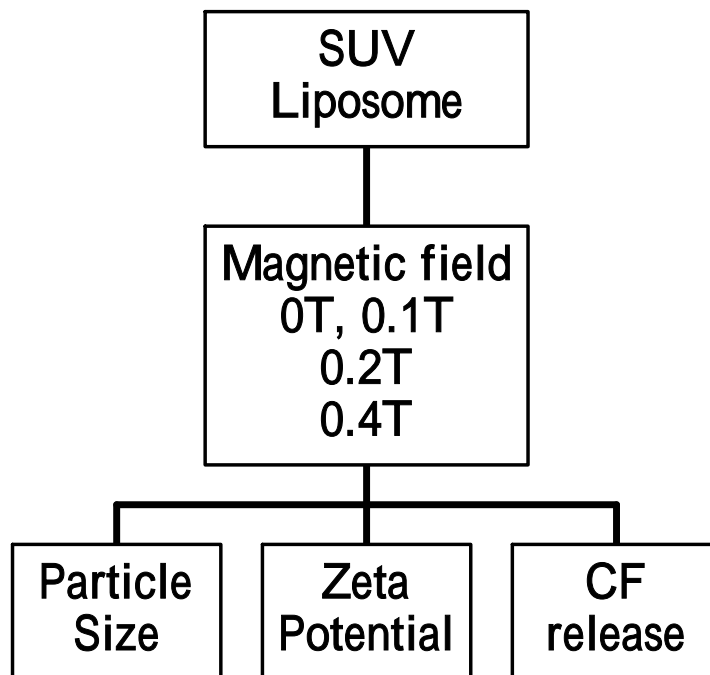 SUV
Liposome
Magnetic field
0T, 0.1T
0.2T
0.4T
Particle
Size
Zeta
Potential
CF
release